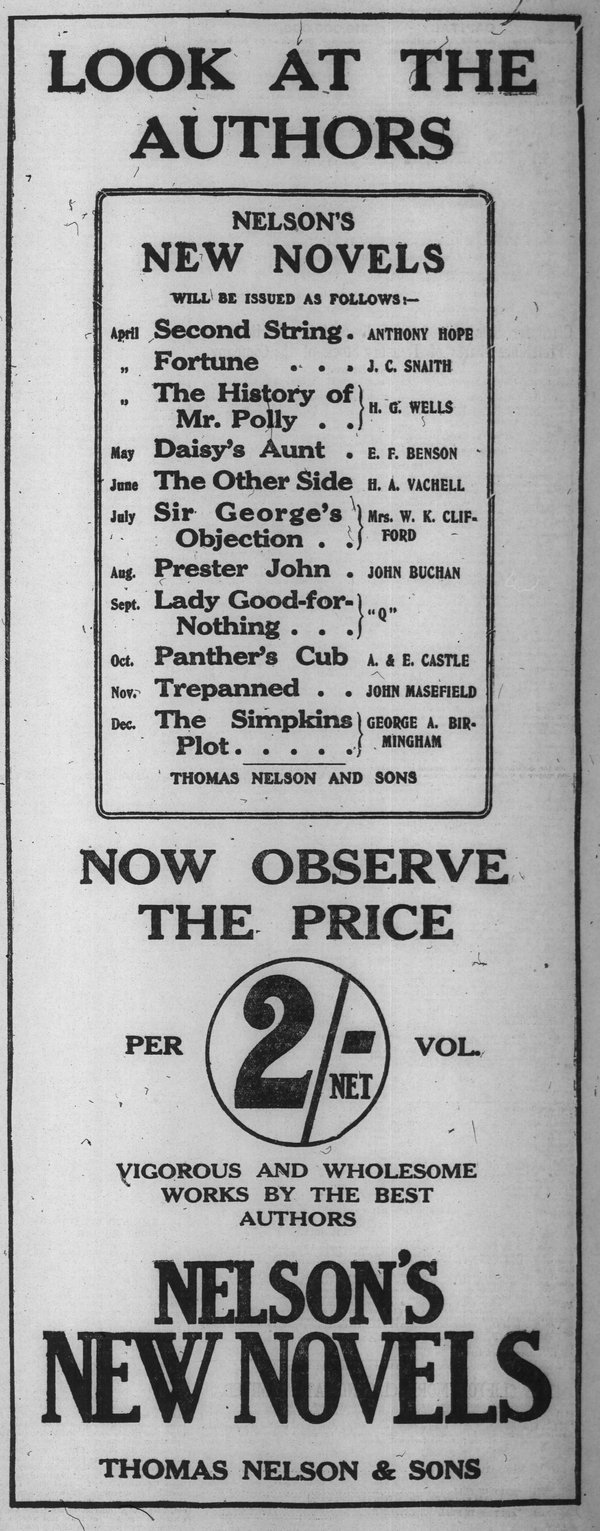 LOOK AT THE
AUTHORS
NELSON'S
NEW NOVELS
WILL BE ISSUED AS FOLLOWS:—
April Second String. ANTHONY HOPE
„ Fortune . . . J. C. SNAITH
„ The History of
Mr. Polly . . } H. G. WELLS
May Daisy's Aunt . E. F. BENSON
June The Other Side H. A. VACHELL
July Sir George's } Mrs. W. K. CLIF-
Objection . . FORD
Aug. Prester John . JOHN BUCHAN
Sept. Lady Good-for-
Nothing . . . } "Q"
Oct. Panther's Cub A. & E. CASTLE
Nov. Trepanned . . JOHN MASEFIELD
Dec. The Simpkins } GEORGE A. BIR-
Plot. . . . . . MINGHAM
THOMAS NELSON AND SONS
NOW OBSERVE
THE PRICE
PER 2/- NET VOL.
VIGOROUS AND WHOLESOME
WORKS BY THE BEST
AUTHORS
NELSON'S
NEW NOVELS
THOMAS NELSON & SONS